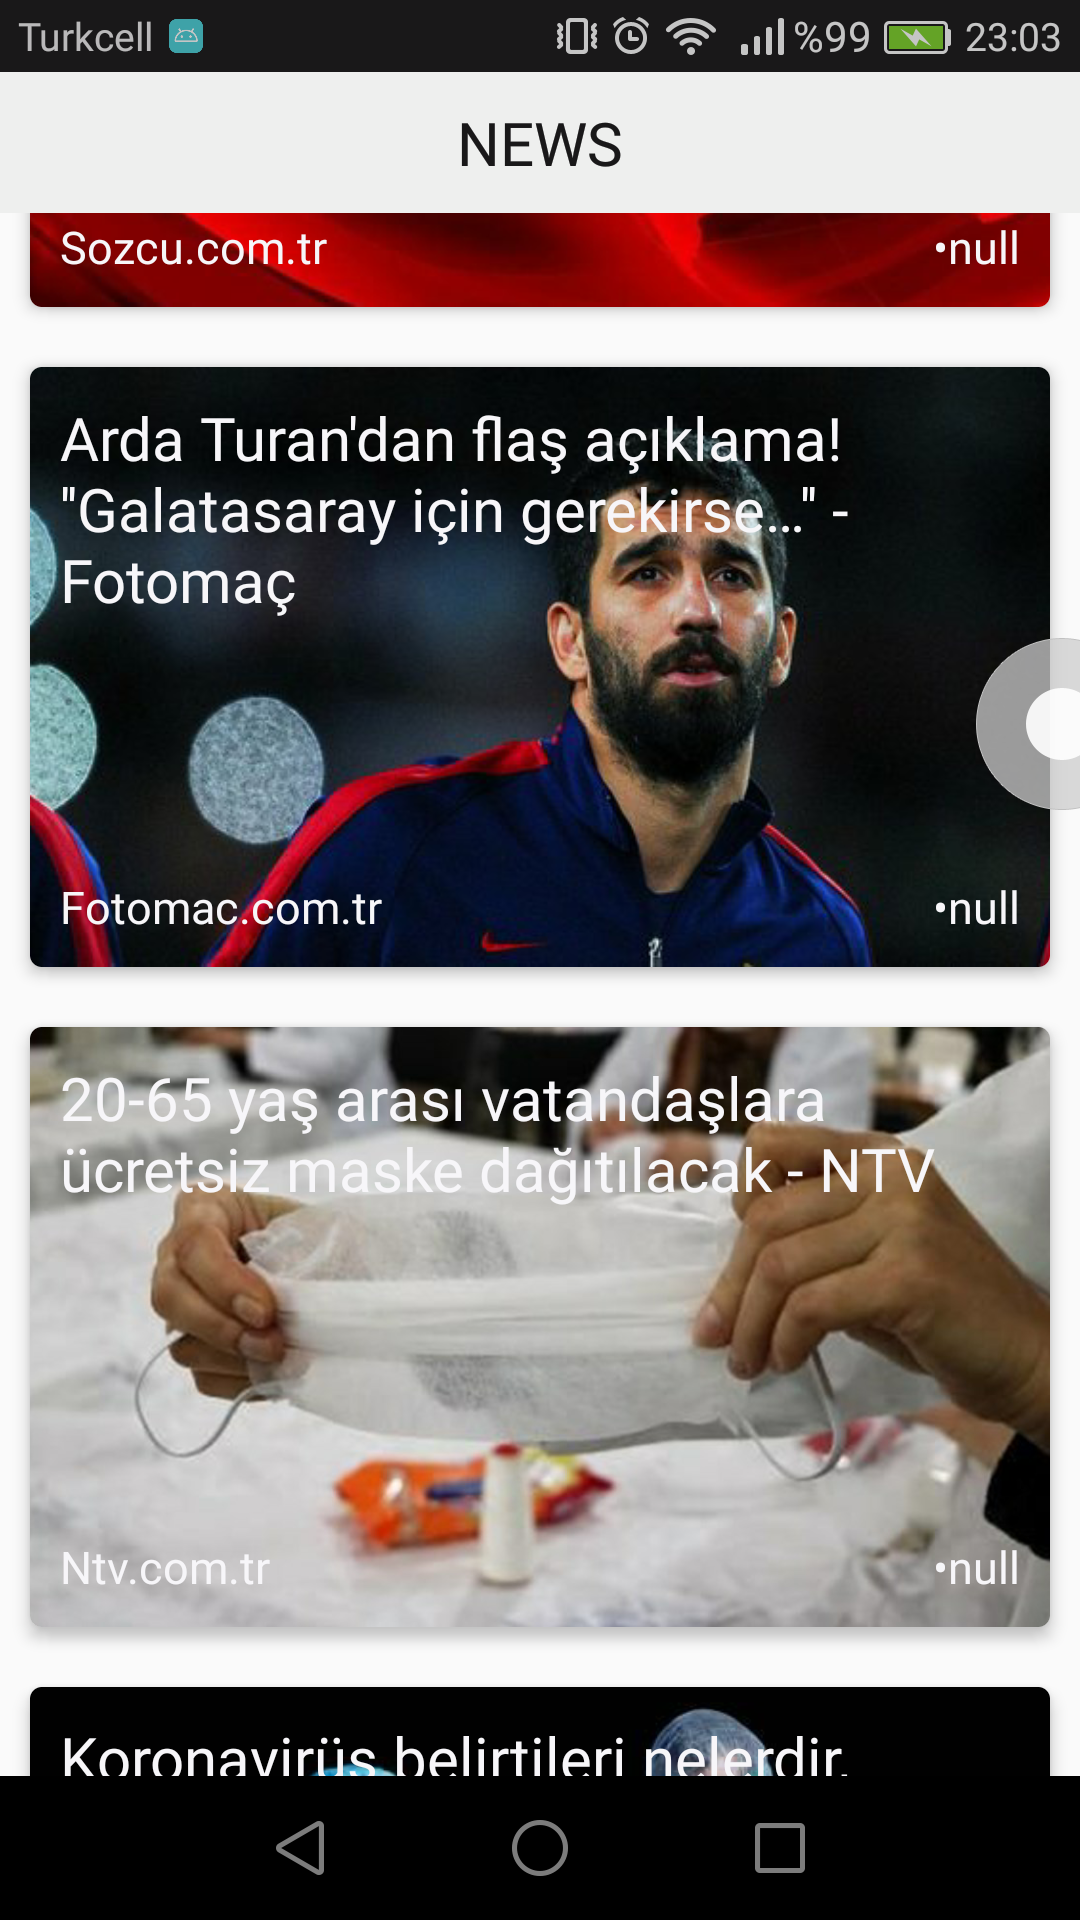 Turkcell %99 23:03
NEWS
Sozcu.com.tr •null
Arda Turan'dan flaş açıklama!
"Galatasaray için gerekirse..." -
Fotomaç
Fotomac.com.tr •null
20-65 yaş arası vatandaşlara
ücretsiz maske dağıtılacak - NTV
Ntv.com.tr •null
Koronavirüs belirtileri nelerdir,